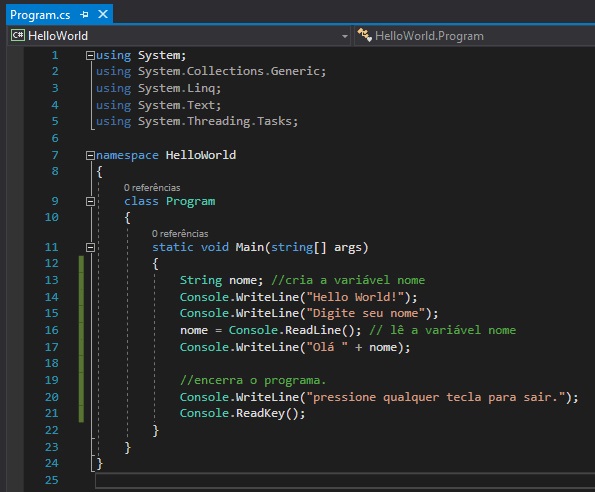 Program.cs
HelloWorld HelloWorld.Program
1 using System;
2 using System.Collections.Generic;
3 using System.Linq;
4 using System.Text;
5 using System.Threading.Tasks;
6
7 namespace HelloWorld
8 {
0 referências
9 class Program
10 {
0 referências
11 static void Main(string[] args)
12 {
13 String nome; //cria a variável nome
14 Console.WriteLine("Hello World!");
15 Console.WriteLine("Digite seu nome");
16 nome = Console.ReadLine(); // lê a variável nome
17 Console.WriteLine("Olá " + nome);
18
19 //encerra o programa.
20 Console.WriteLine("pressione qualquer tecla para sair.");
21 Console.ReadKey();
22 }
23 }
24 }
25